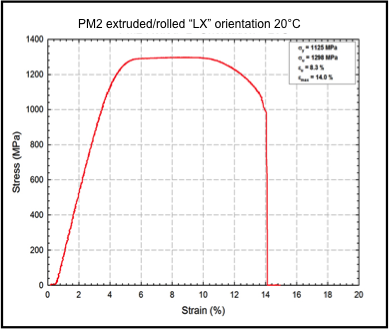 PM2 extruded/rolled “LX” orientation 20°C
1400
1200
1000
800
600
400
200
0
Stress (MPa)
σy = 1125 MPa
σu = 1298 MPa
εu = 8.3 %
εmax = 14.0 %
0 2 4 6 8 10 12 14 16 18 20
Strain (%)